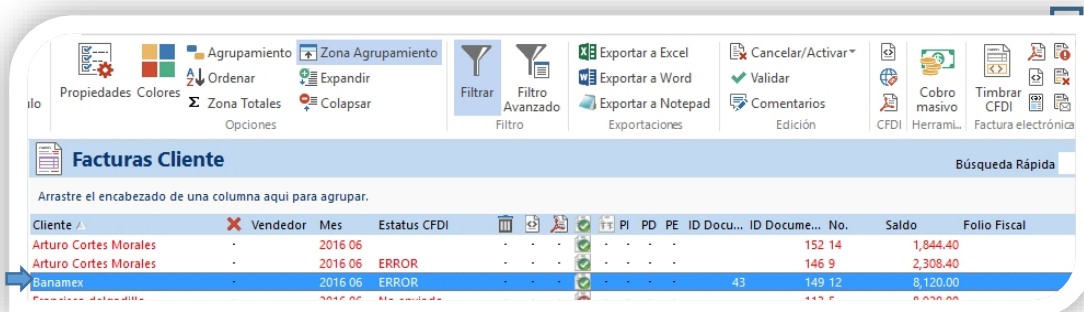 Agrupamiento Zona Agrupamiento Exportar a Excel Cancelar/Activar
Ordenar Expandir Exportar a Word Validar
Propiedades Colores Filtrar Filtro Avanzado Cobro masivo Timbrar CFDI
Σ Zona Totales Colapsar Exportar a Notepad Comentarios
Opciones Filtro Exportaciones Edición CFDI Herrami... Factura electrónica
Facturas Cliente Búsqueda Rápida
Arrastre el encabezado de una columna aqui para agrupar.
Cliente Vendedor Mes Estatus CFDI PI PD PE ID Docu... ID Docume... No. Saldo Folio Fiscal
Arturo Cortes Morales 2016 06 152 14 1,844.40
Arturo Cortes Morales 2016 06 ERROR 146 9 2,308.40
Banamex 2016 06 ERROR 43 149 12 8,120.00